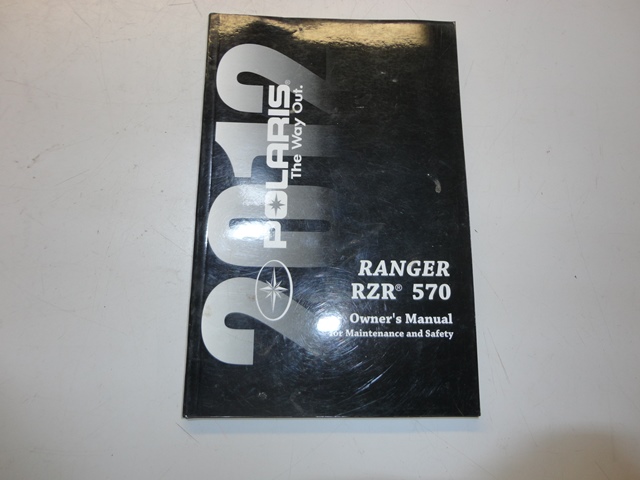 2012
POLARIS®
The Way Out.
RANGER
RZR® 570
Owner's Manual
for Maintenance and Safety